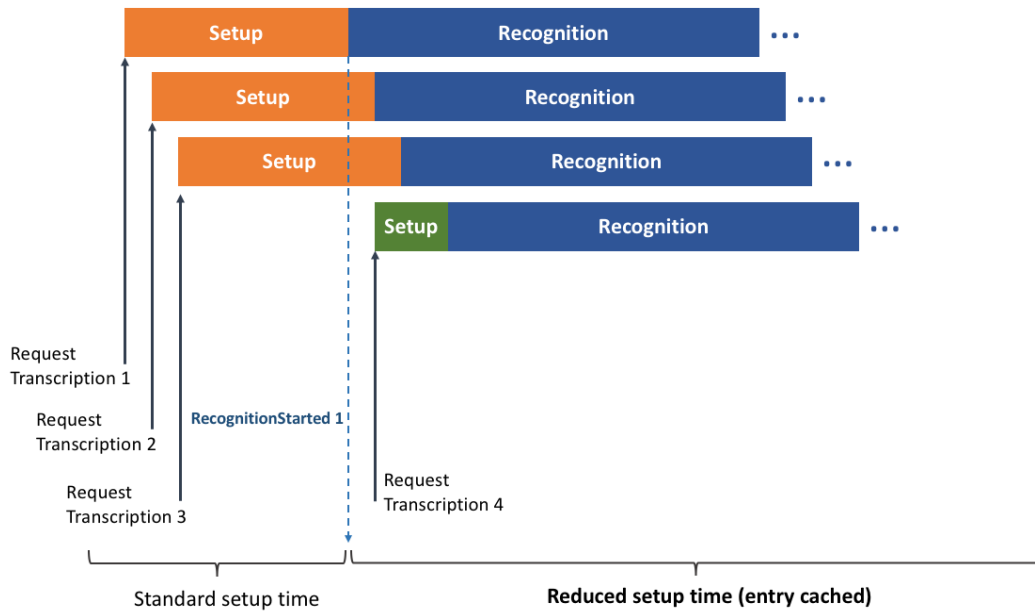 Setup Recognition ...
Setup Recognition ...
Setup Recognition ...
Setup Recognition ...
Request
Transcription 1
RecognitionStarted 1
Request
Transcription 2
Request
Transcription 3
Request
Transcription 4
Standard setup time
Reduced setup time (entry cached)